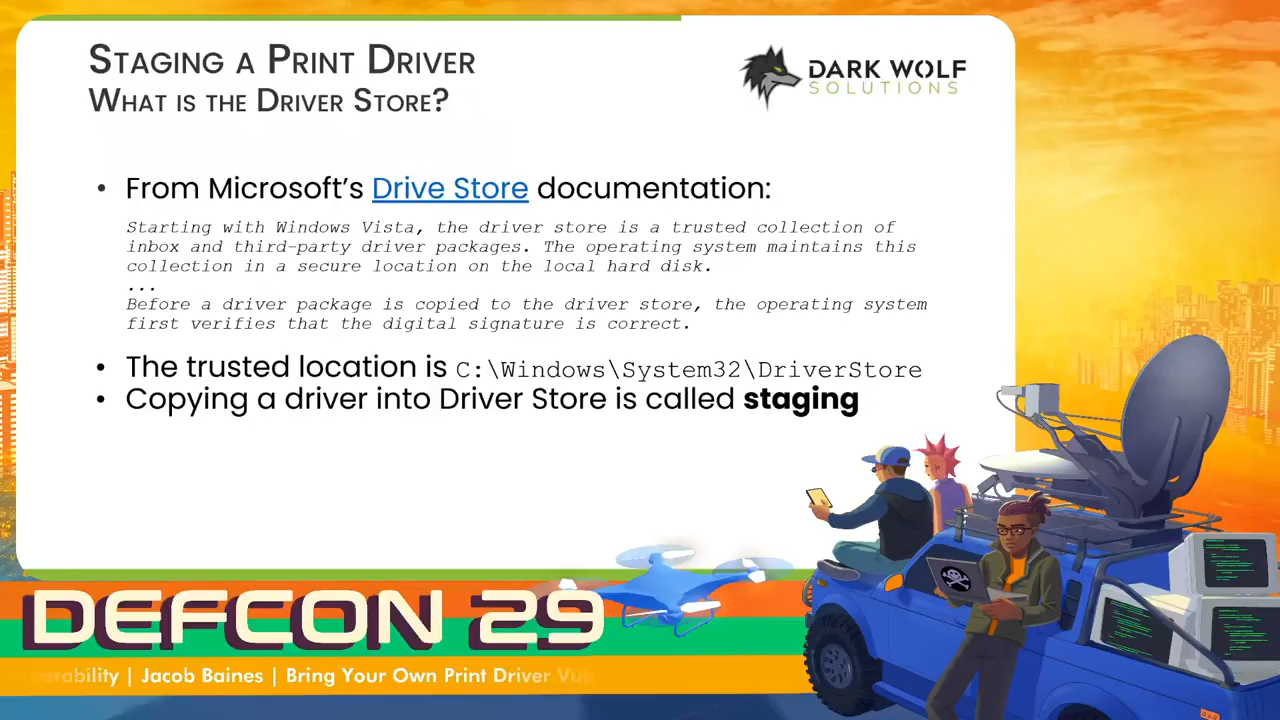 STAGING A PRINT DRIVER
WHAT IS THE DRIVER STORE?
DARK WOLF
SOLUTIONS
• From Microsoft's Drive Store documentation:
Starting with Windows Vista, the driver store is a trusted collection of
inbox and third-party driver packages. The operating system maintains this
collection in a secure location on the local hard disk.
...
Before a driver package is copied to the driver store, the operating system
first verifies that the digital signature is correct.
• The trusted location is C:\Windows\System32\DriverStore
• Copying a driver into Driver Store is called staging
DEFCON 29
erability | Jacob Baines | Bring Your Own Print Driver Vul